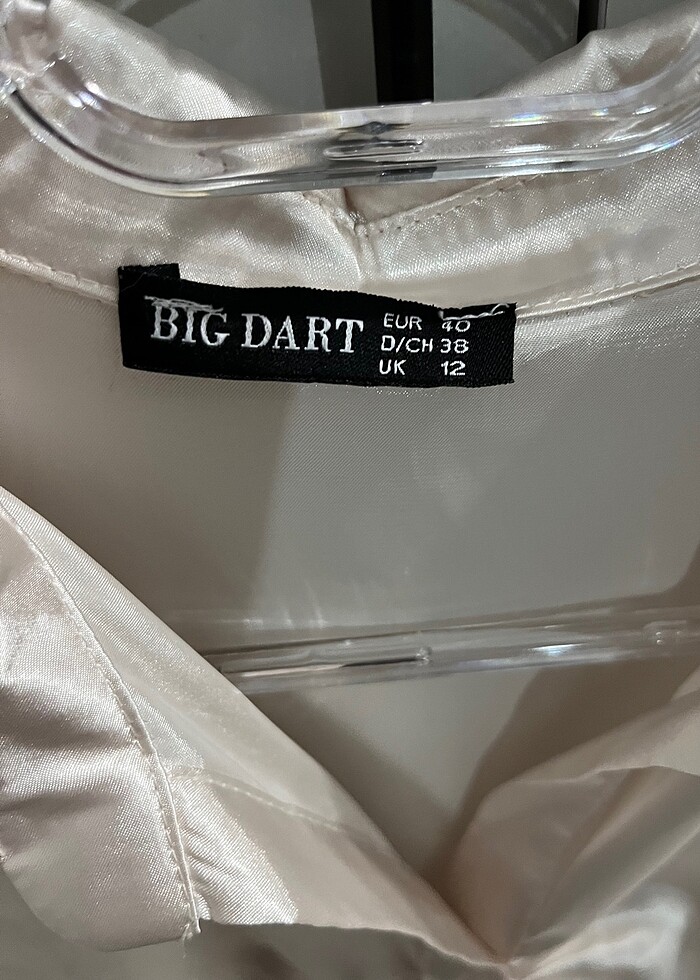 BIG DART
EUR 40
D/CH 38
UK 12